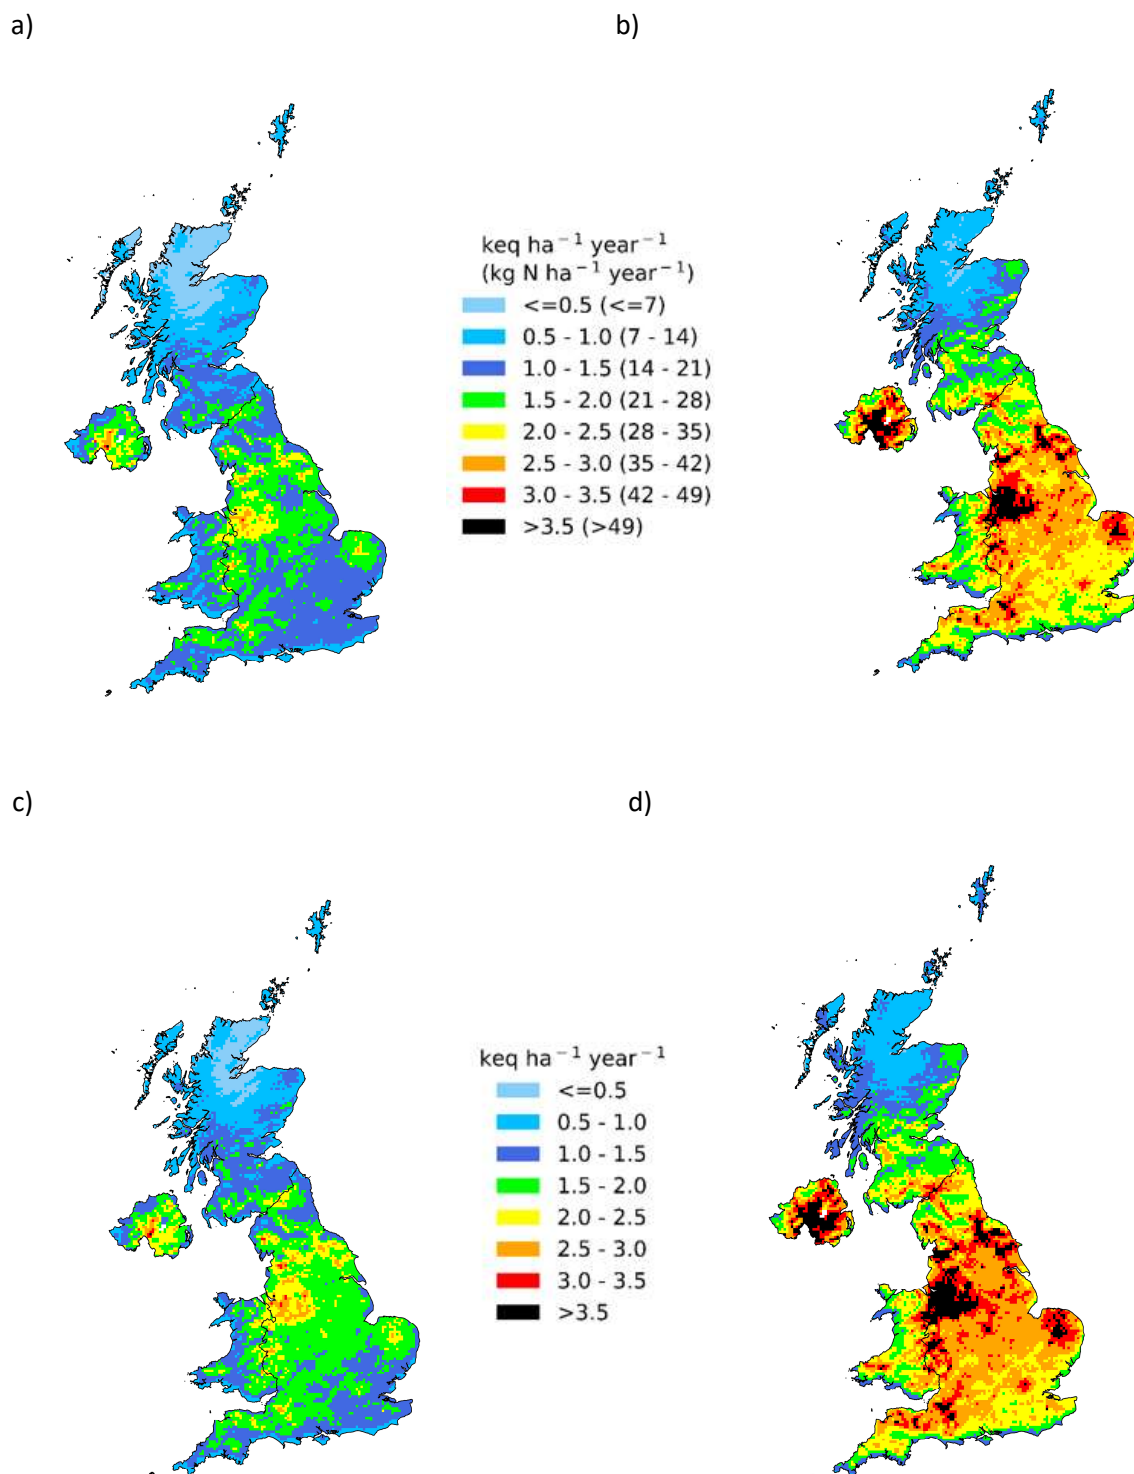 a)
b)
keq ha⁻¹ year⁻¹
(kg N ha⁻¹ year⁻¹)
<=0.5 (<=7)
0.5 - 1.0 (7 - 14)
1.0 - 1.5 (14 - 21)
1.5 - 2.0 (21 - 28)
2.0 - 2.5 (28 - 35)
2.5 - 3.0 (35 - 42)
3.0 - 3.5 (42 - 49)
>3.5 (>49)
c)
d)
keq ha⁻¹ year⁻¹
<=0.5
0.5 - 1.0
1.0 - 1.5
1.5 - 2.0
2.0 - 2.5
2.5 - 3.0
3.0 - 3.5
>3.5